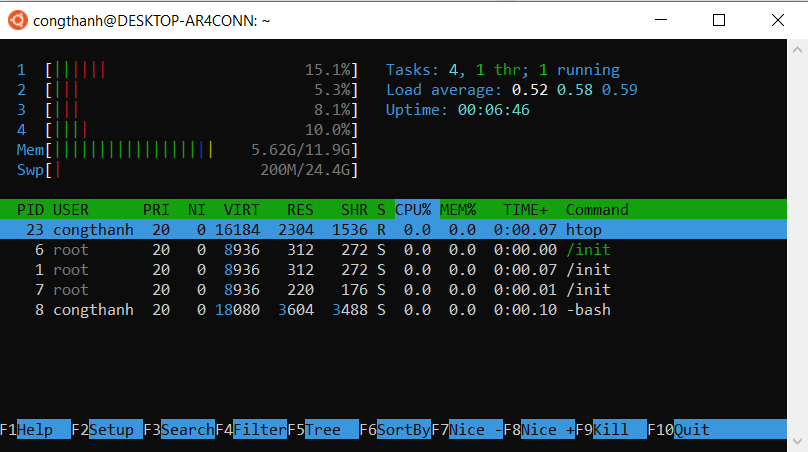 congthanh@DESKTOP-AR4CONN: ~
1 [|||||| 15.1%] Tasks: 4, 1 thr; 1 running
2 [||| 5.3%] Load average: 0.52 0.58 0.59
3 [||| 8.1%] Uptime: 00:06:46
4 [|||| 10.0%]
Mem[|||||||||||||||||| 5.62G/11.9G]
Swp[| 200M/24.4G]
PID USER PRI NI VIRT RES SHR S CPU% MEM% TIME+ Command
23 congthanh 20 0 16184 2304 1536 R 0.0 0.0 0:00.07 htop
6 root 20 0 8936 312 272 S 0.0 0.0 0:00.00 /init
1 root 20 0 8936 312 272 S 0.0 0.0 0:00.07 /init
7 root 20 0 8936 220 176 S 0.0 0.0 0:00.01 /init
8 congthanh 20 0 18080 3604 3488 S 0.0 0.0 0:00.10 -bash
F1Help F2Setup F3SearchF4FilterF5Tree F6SortByF7Nice -F8Nice +F9Kill F10Quit